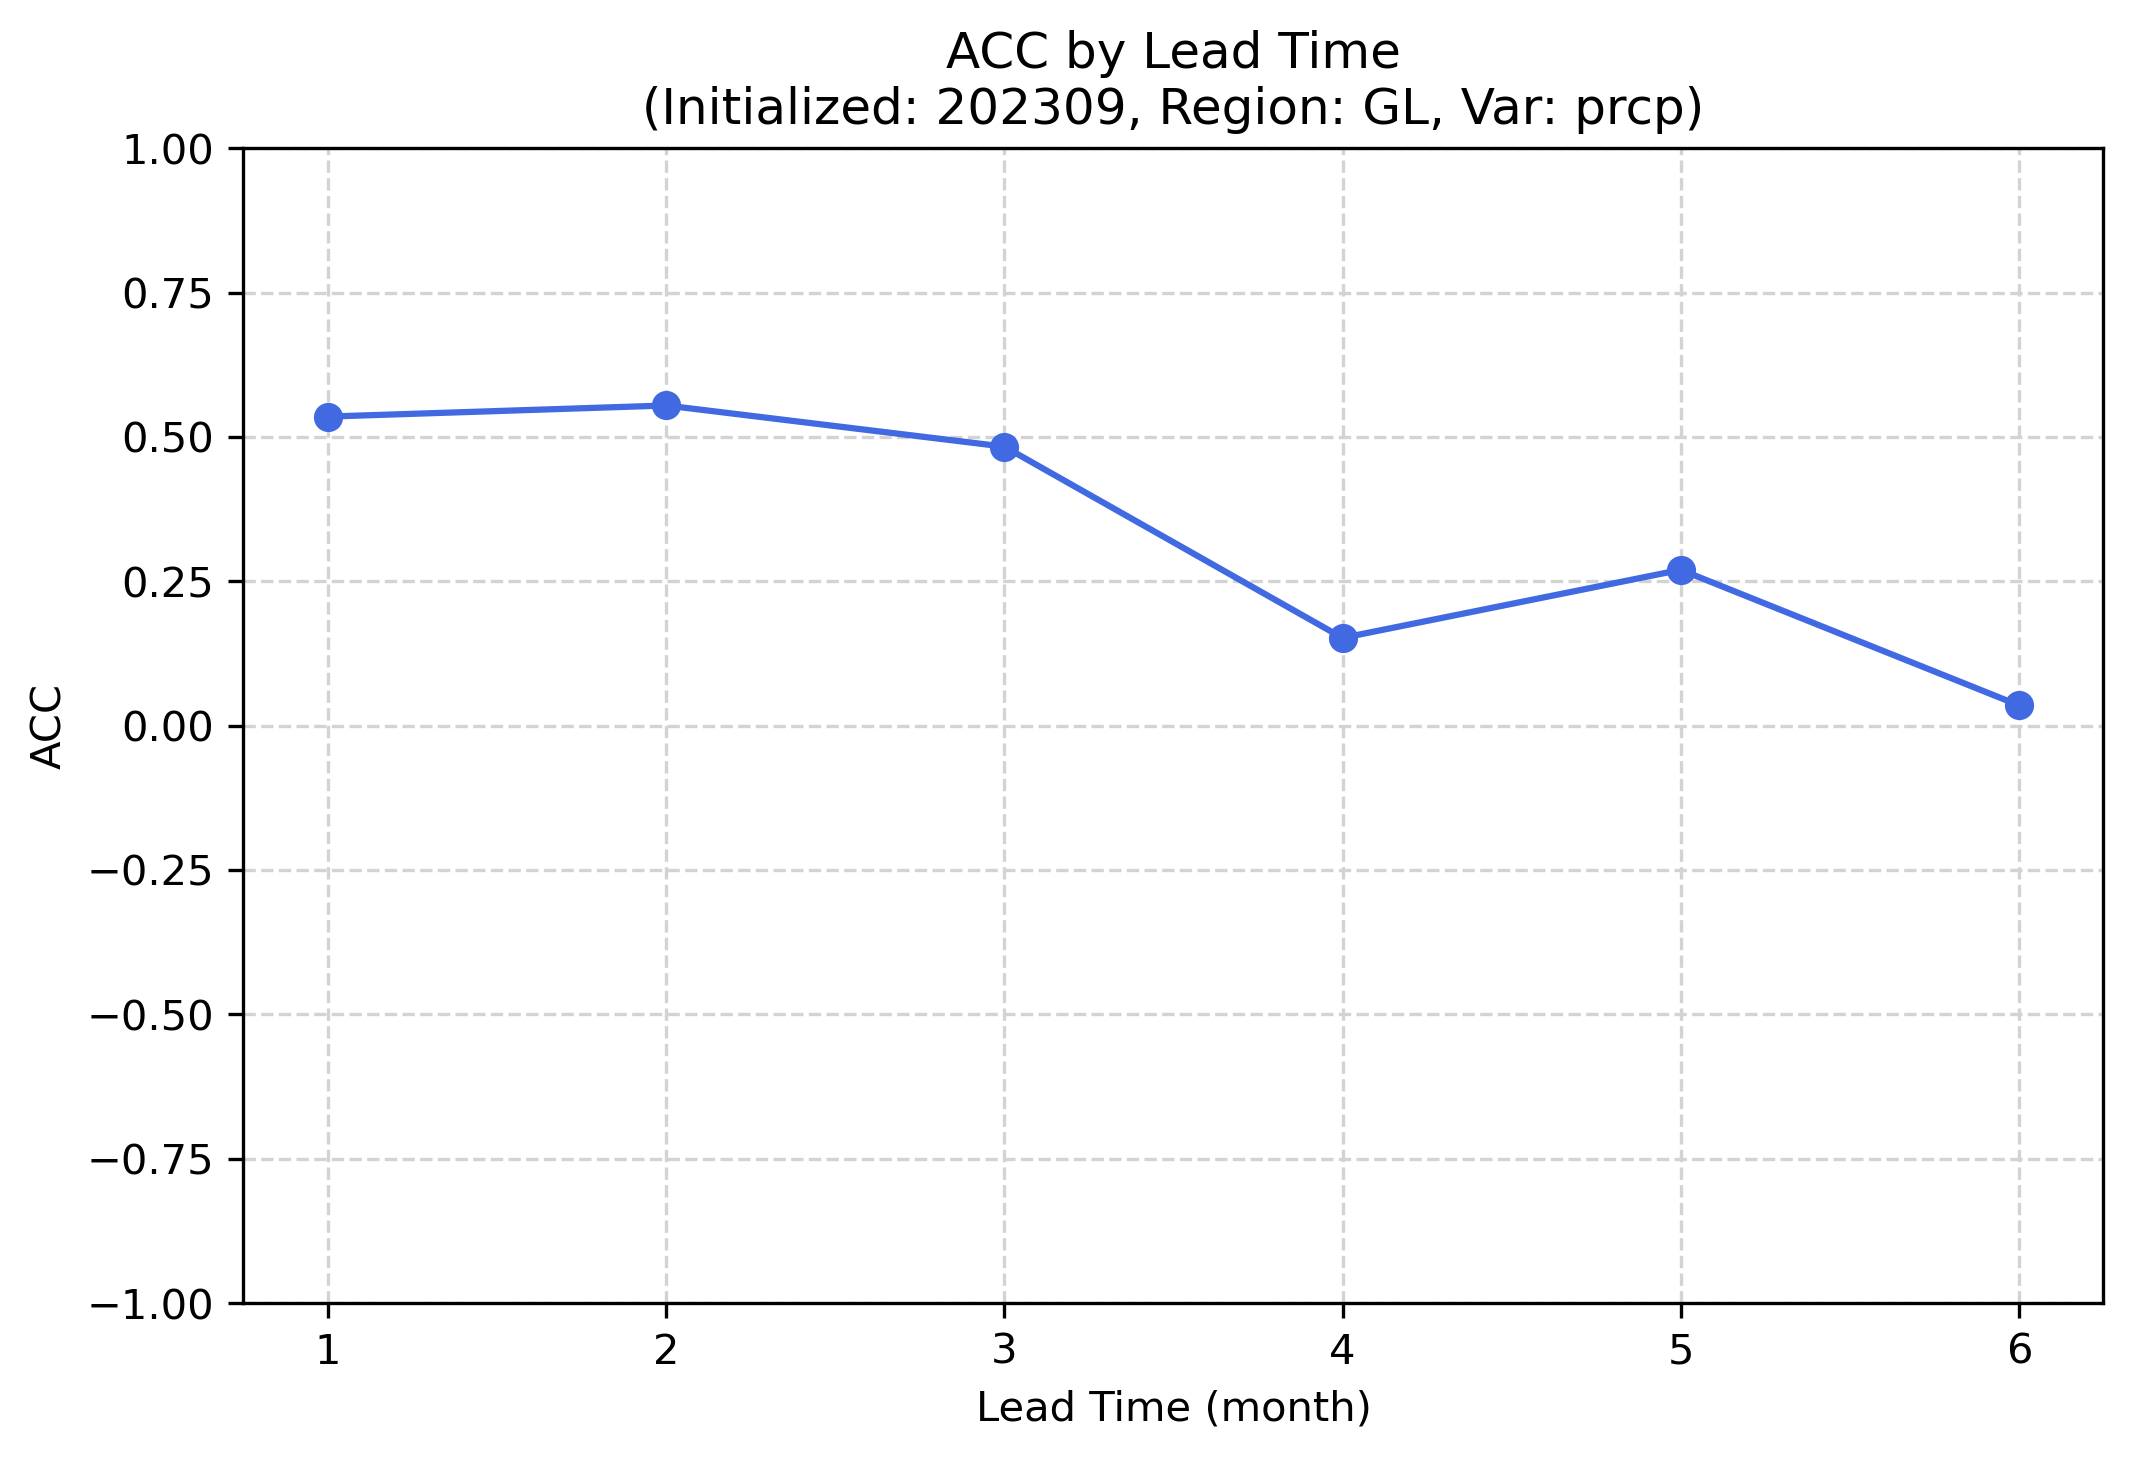 ACC by Lead Time
(Initialized: 202309, Region: GL, Var: prcp)
1.00
0.75
0.50
0.25
0.00
−0.25
−0.50
−0.75
−1.00
ACC
1 2 3 4 5 6
Lead Time (month)